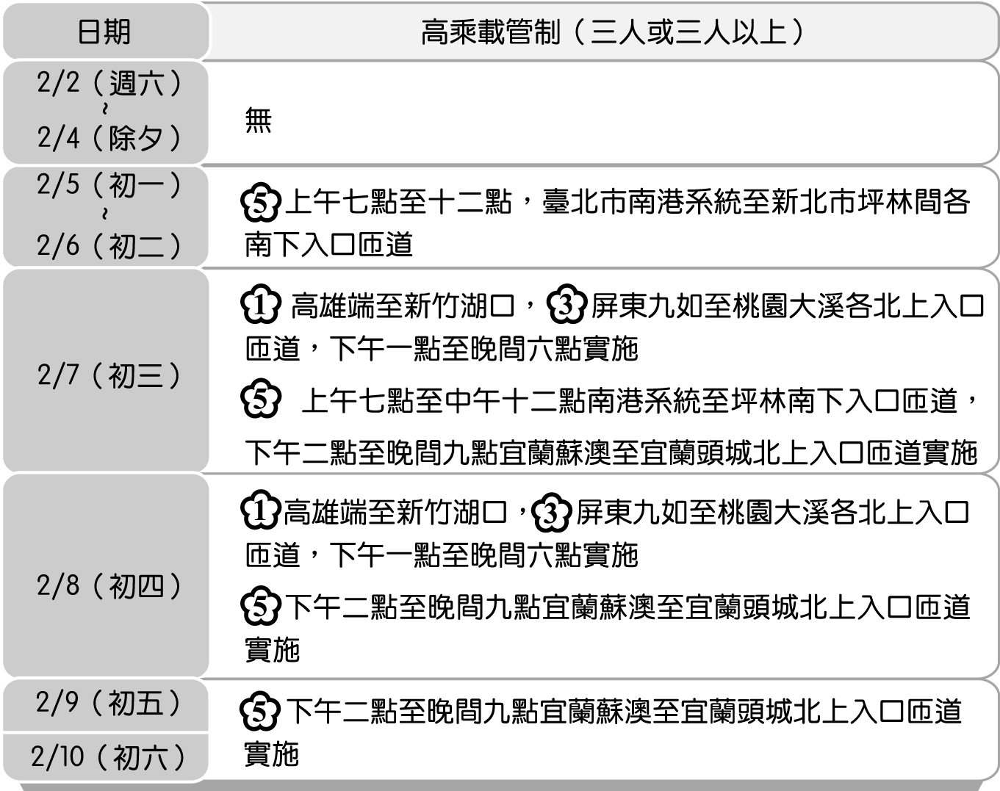 日期
高乘載管制（三人或三人以上）
2/2（週六）
~
2/4（除夕）
無
2/5（初一）
~
2/6（初二）
5上午七點至十二點，臺北市南港系統至新北市坪林間各
南下入口匝道
2/7（初三）
1 高雄端至新竹湖口，3屏東九如至桃園大溪各北上入口
匝道，下午一點至晚間六點實施
5 上午七點至中午十二點南港系統至坪林南下入口匝道，
下午二點至晚間九點宜蘭蘇澳至宜蘭頭城北上入口匝道實施
2/8（初四）
1高雄端至新竹湖口，3屏東九如至桃園大溪各北上入口
匝道，下午一點至晚間六點實施
5下午二點至晚間九點宜蘭蘇澳至宜蘭頭城北上入口匝道
實施
2/9（初五）
2/10（初六）
5下午二點至晚間九點宜蘭蘇澳至宜蘭頭城北上入口匝道
實施